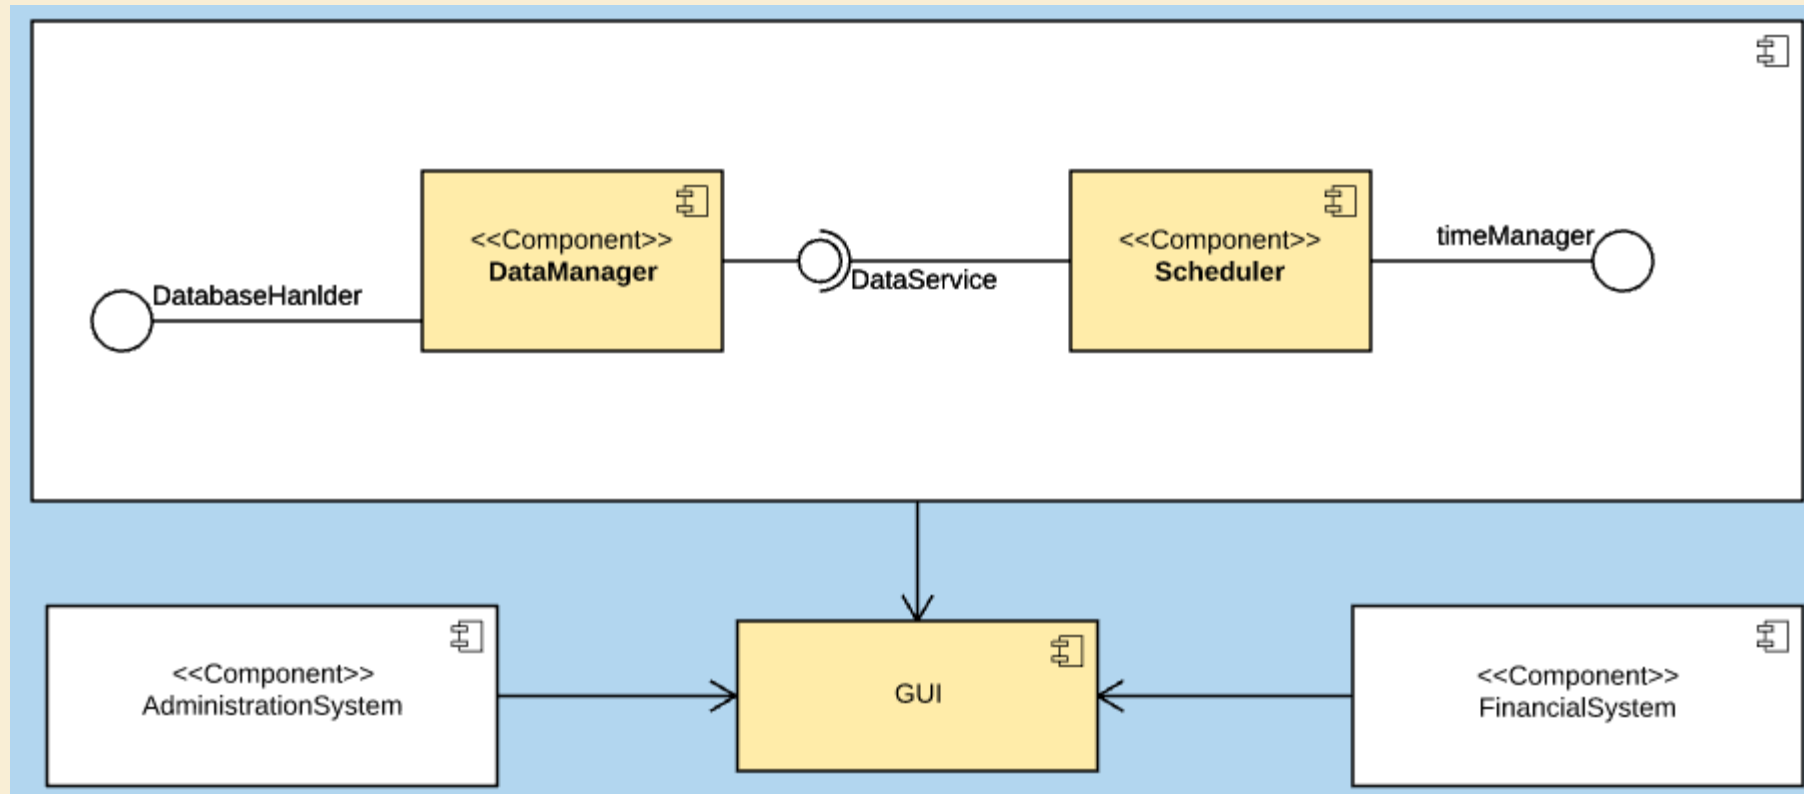 <<Component>>
DataManager
<<Component>>
Scheduler
timeManager
DatabaseHanlder
DataService
<<Component>>
AdministrationSystem
GUI
<<Component>>
FinancialSystem